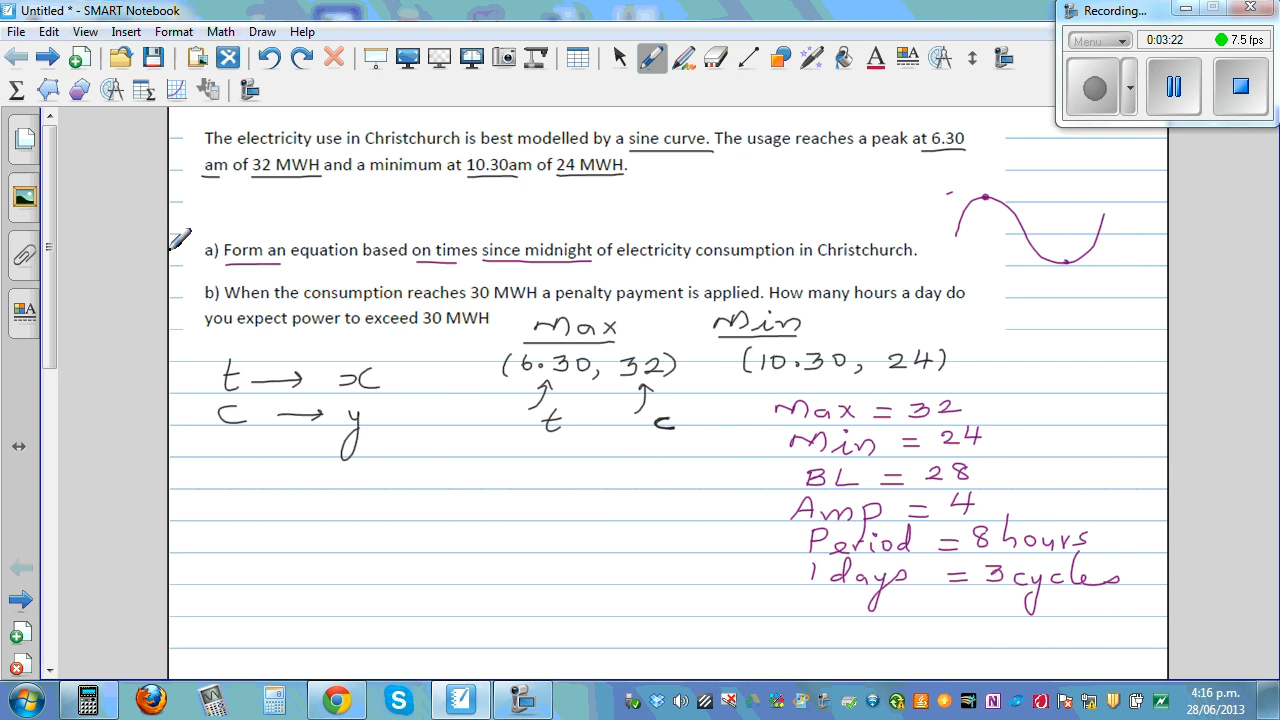 Untitled * - SMART Notebook
File Edit View Insert Format Math Draw Help
Recording...
Menu
03:22
7.5 fps
The electricity use in Christchurch is best modelled by a sine curve. The usage reaches a peak at 6.30
am of 32 MWH and a minimum at 10.30am of 24 MWH.
a) Form an equation based on times since midnight of electricity consumption in Christchurch.
b) When the consumption reaches 30 MWH a penalty payment is applied. How many hours a day do
you expect power to exceed 30 MWH
Max
Min
(6.30, 32)
(10.30, 24)
t → x
c → y
t
c
Max = 32
Min = 24
BL = 28
Amp = 4
Period = 8 hours
1 days = 3 cycles
4:16 p.m.
28/06/2013